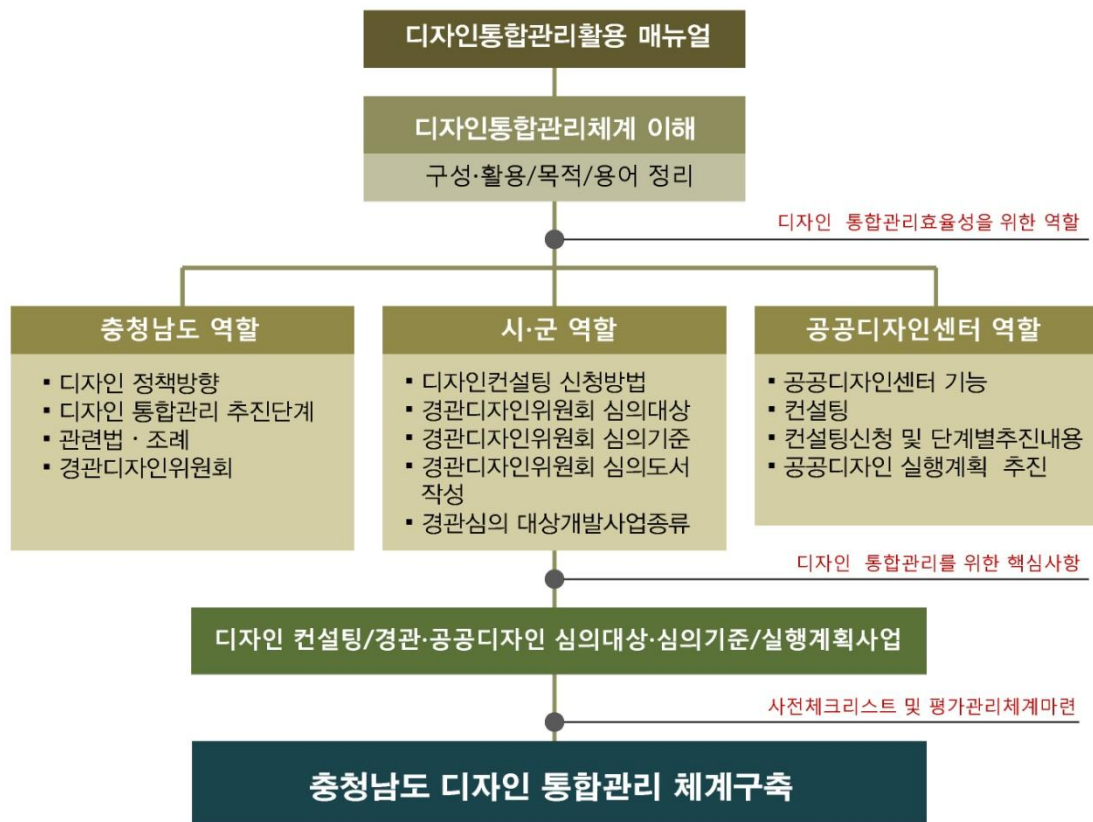 디자인통합관리활용 매뉴얼
디자인통합관리체계 이해
구성·활용/목적/용어 정리
디자인 통합관리효율성을 위한 역할
충청남도 역할
▪ 디자인 정책방향
▪ 디자인 통합관리 추진단계
▪ 관련법 · 조례
▪ 경관디자인위원회
시·군 역할
▪ 디자인컨설팅 신청방법
▪ 경관디자인위원회 심의대상
▪ 경관디자인위원회 심의기준
▪ 경관디자인위원회 심의도서
작성
▪ 경관심의 대상개발사업종류
공공디자인센터 역할
▪ 공공디자인센터 기능
▪ 컨설팅
▪ 컨설팅신청 및 단계별추진내용
▪ 공공디자인 실행계획 추진
디자인 통합관리를 위한 핵심사항
디자인 컨설팅/경관·공공디자인 심의대상·심의기준/실행계획사업
사전체크리스트 및 평가관리체계마련
충청남도 디자인 통합관리 체계구축